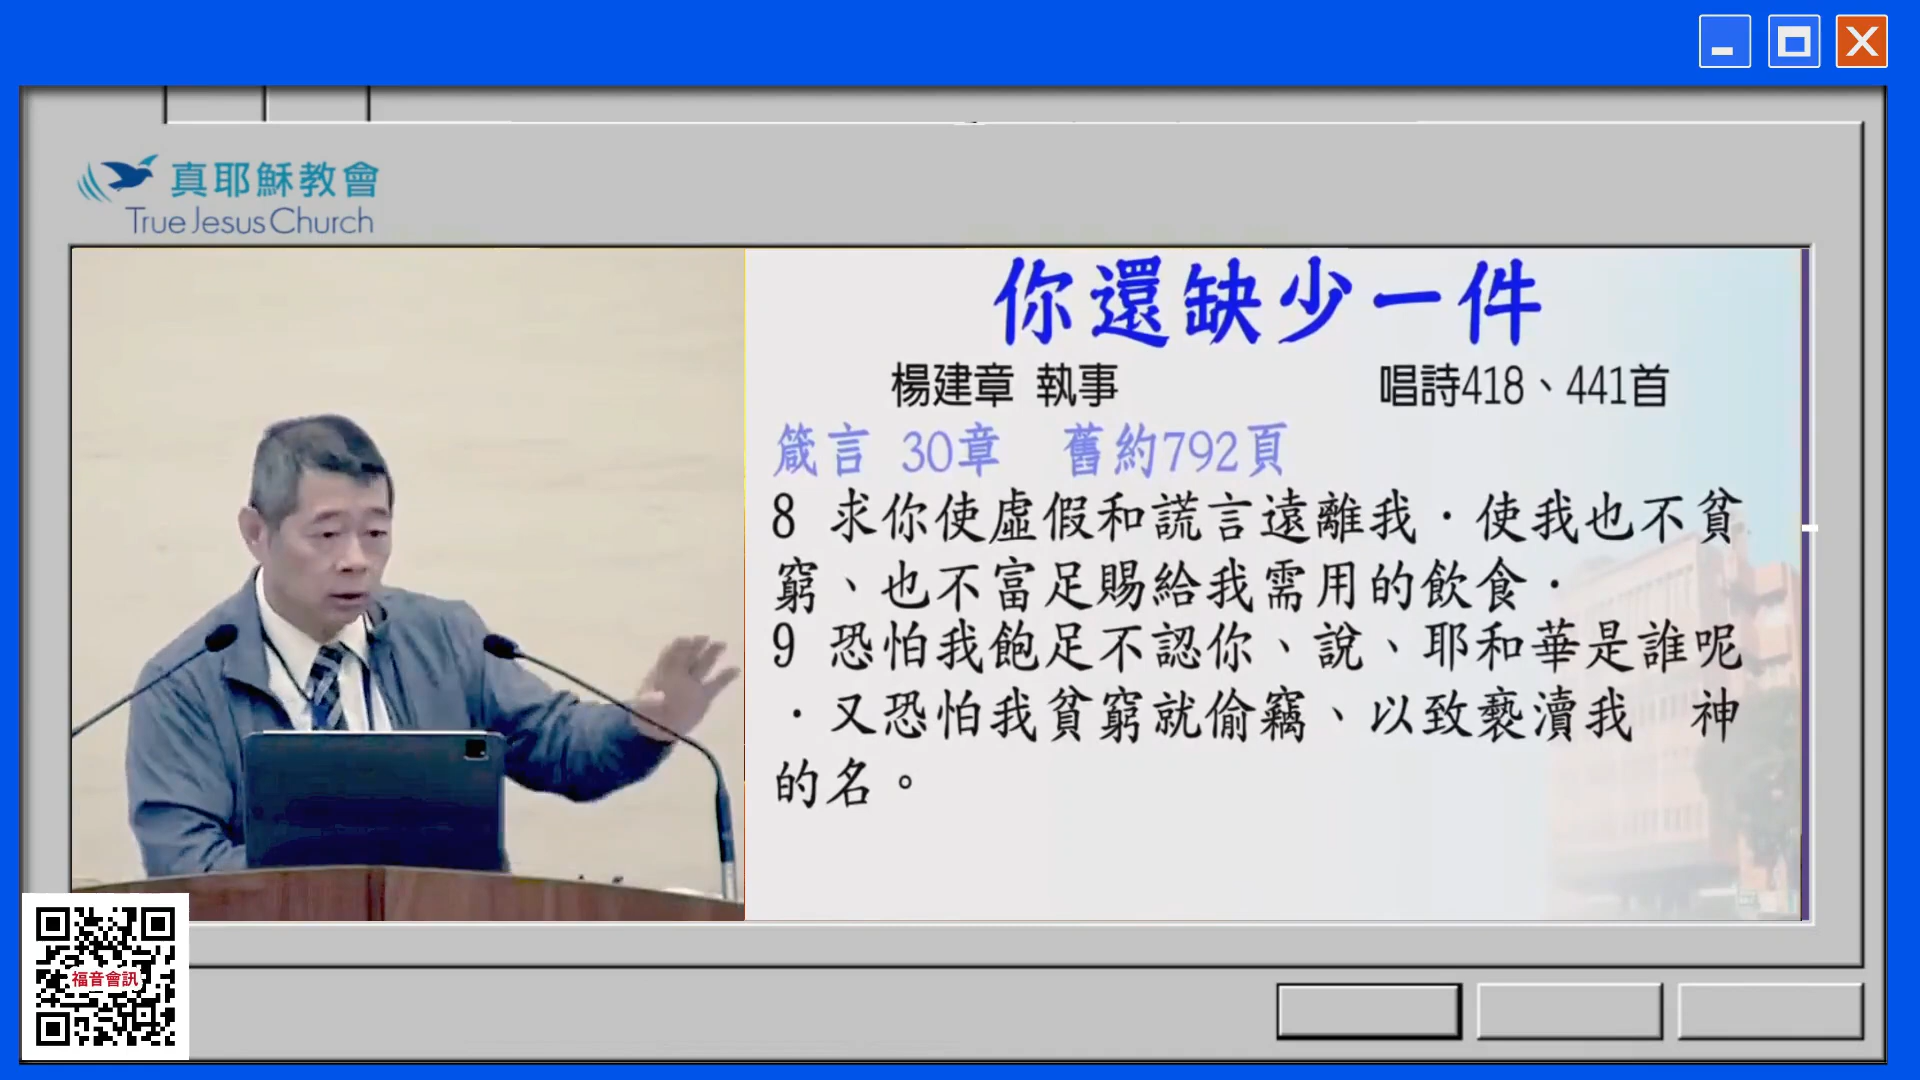 真耶穌教會
True Jesus Church
你還缺少一件
楊建章 執事 唱詩418、441首
箴言 30章 舊約792頁
8 求你使虛假和謊言遠離我・使我也不貧
窮、也不富足賜給我需用的飲食・
9 恐怕我飽足不認你、說、耶和華是誰呢
・又恐怕我貧窮就偷竊、以致褻瀆我　神
的名。
福音會訊